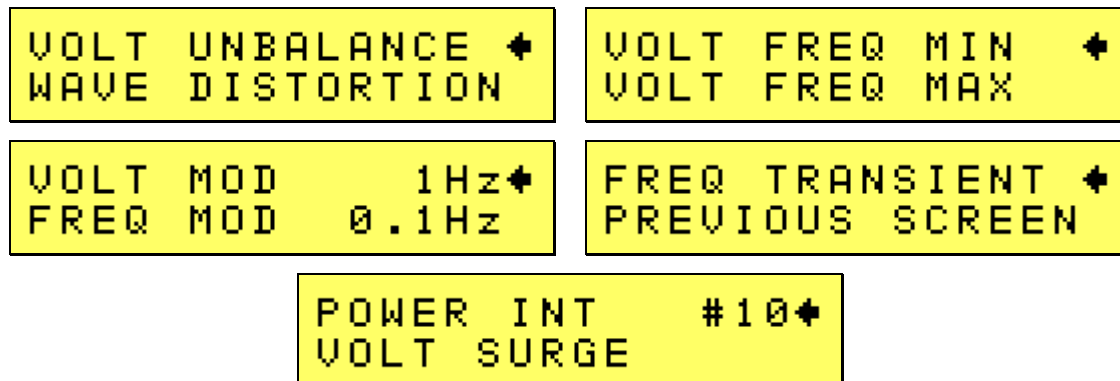 VOLT UNBALANCE
WAVE DISTORTION
VOLT FREQ MIN
VOLT FREQ MAX
VOLT MOD 1Hz
FREQ MOD 0.1Hz
FREQ TRANSIENT
PREVIOUS SCREEN
POWER INT #10
VOLT SURGE